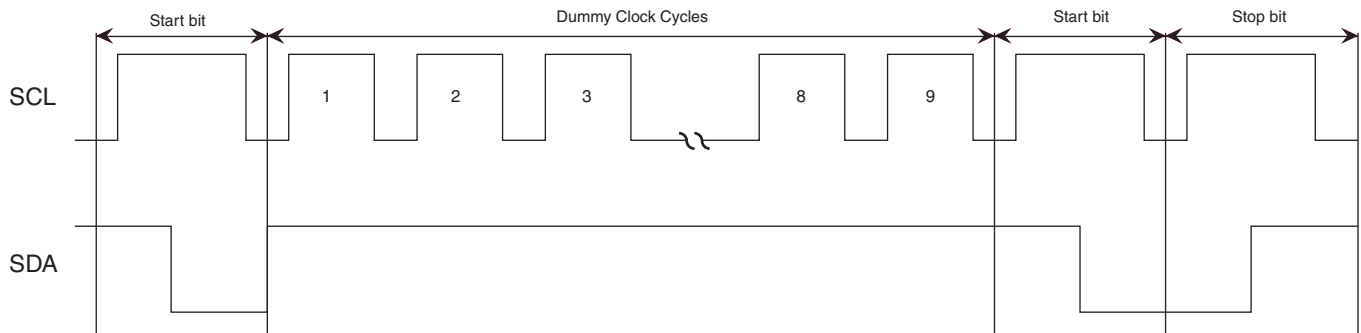 Start bit
Dummy Clock Cycles
Start bit
Stop bit
SCL
1
2
3
8
9
SDA